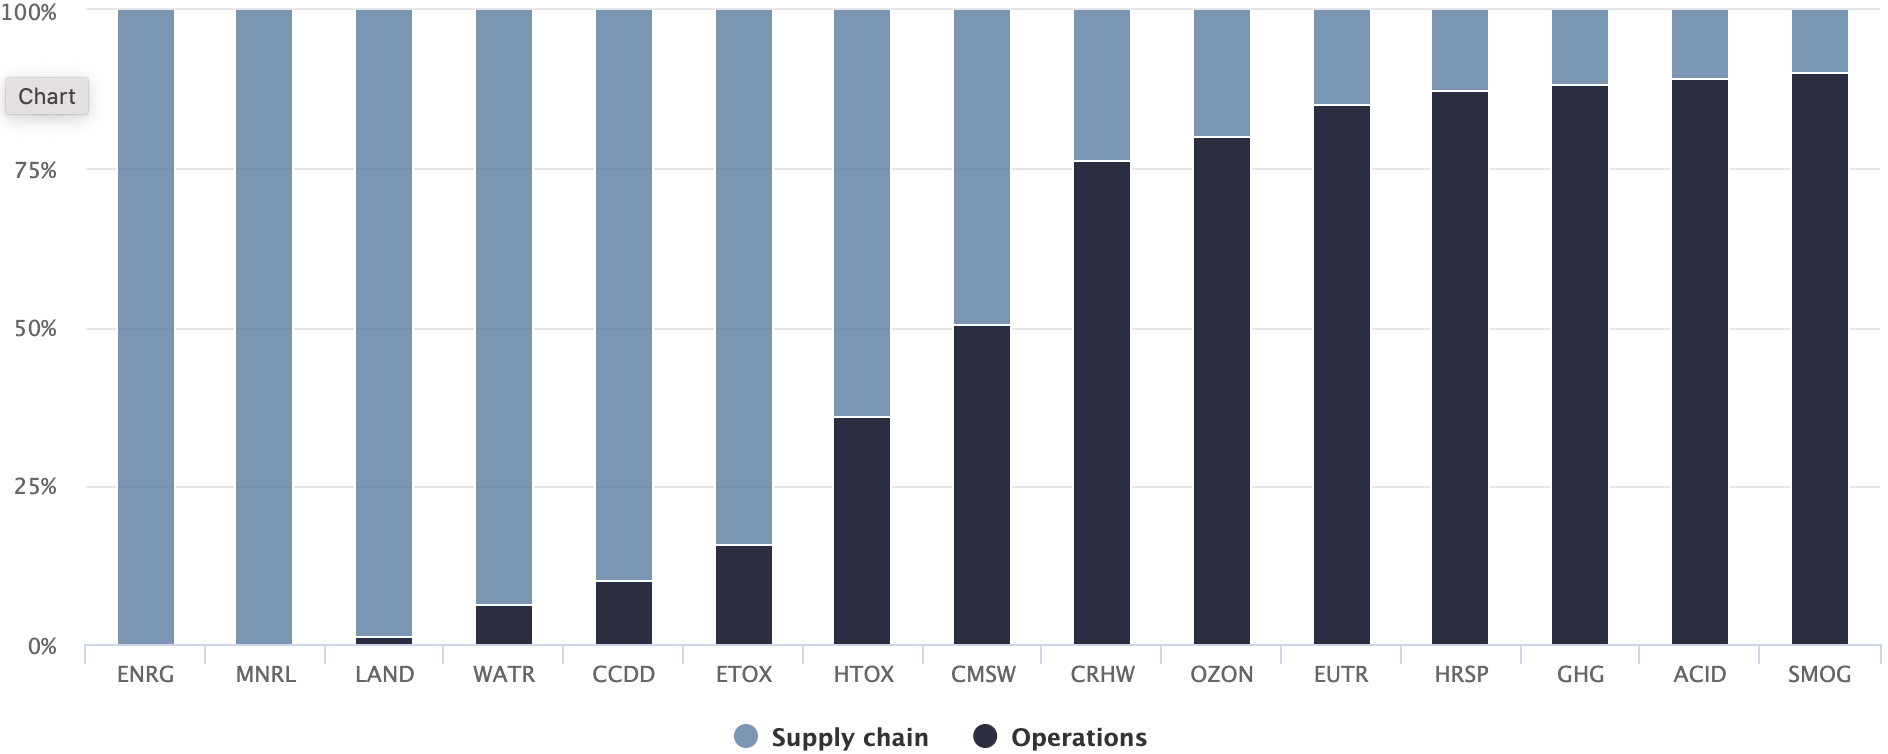 100%
Chart
75%
50%
25%
0%
ENRG MNRL LAND WATR CCDD ETOX HTOX CMSW CRHW OZON EUTR HRSP GHG ACID SMOG
Supply chain Operations